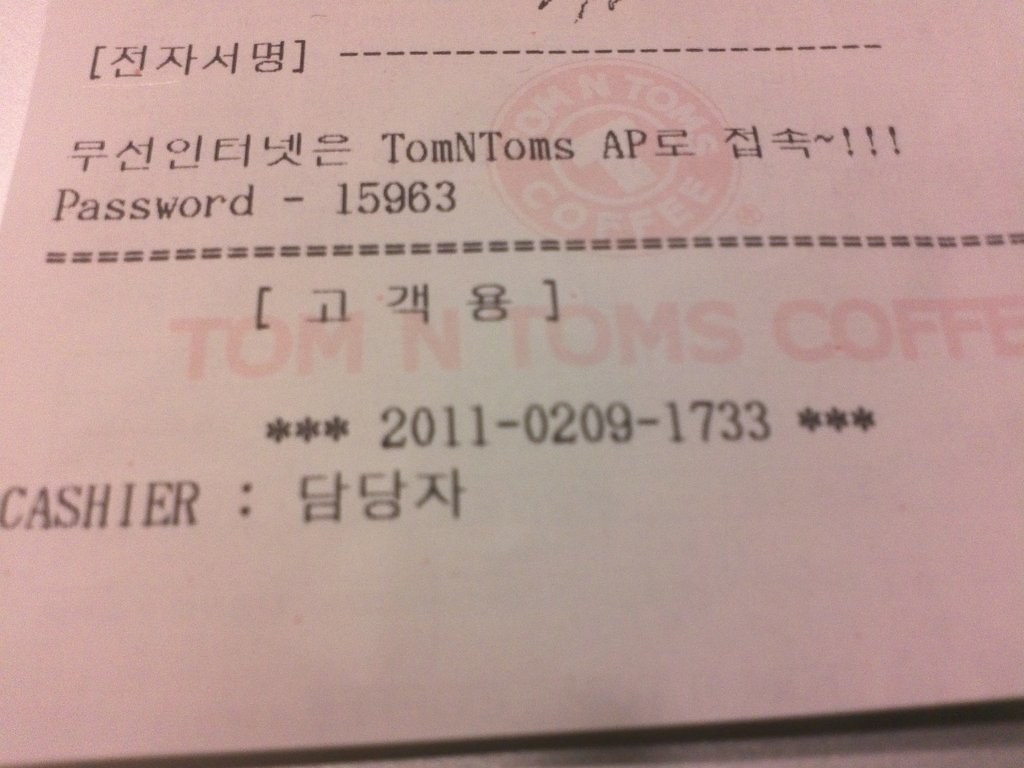 [전자서명] -------------------------
TOM N TOMS COFFEE ®
무선인터넷은 TomNToms AP로 접속~!!!
Password - 15963
================================================
[ 고 객 용 ]
TOM N TOMS COFFE
*** 2011-0209-1733 ***
CASHIER : 담당자